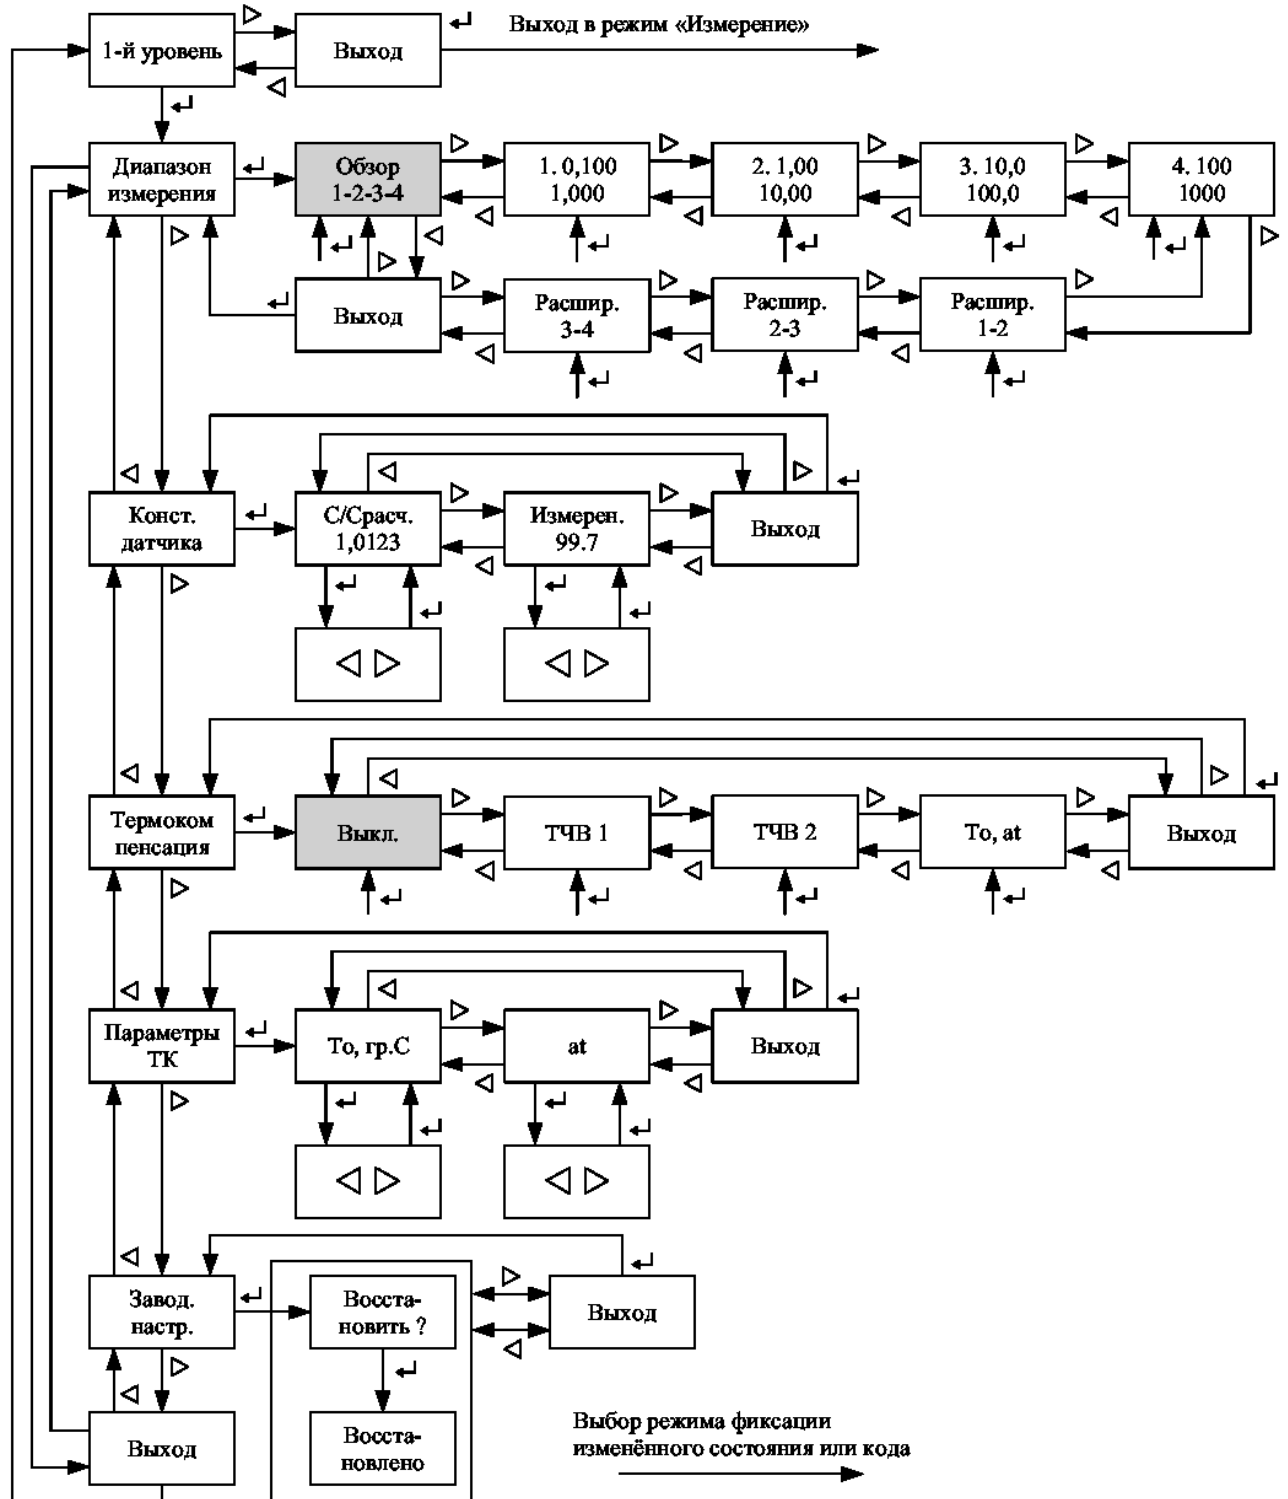 Выход в режим «Измерение»
1-й уровень
Выход
Диапазон
измерения
Обзор
1-2-3-4
1. 0,100
1,000
2. 1,00
10,00
3. 10,0
100,0
4. 100
1000
Выход
Расшир.
3-4
Расшир.
2-3
Расшир.
1-2
Конст.
датчика
С/Срасч.
1,0123
Измерен.
99.7
Выход
Термоком
пенсация
Выкл.
ТЧВ 1
ТЧВ 2
То, at
Выход
Параметры
ТК
То, гр.С
at
Выход
Завод.
настр.
Восста-
новить ?
Выход
Выход
Восста-
новлено
Выбор режима фиксации
изменённого состояния или кода